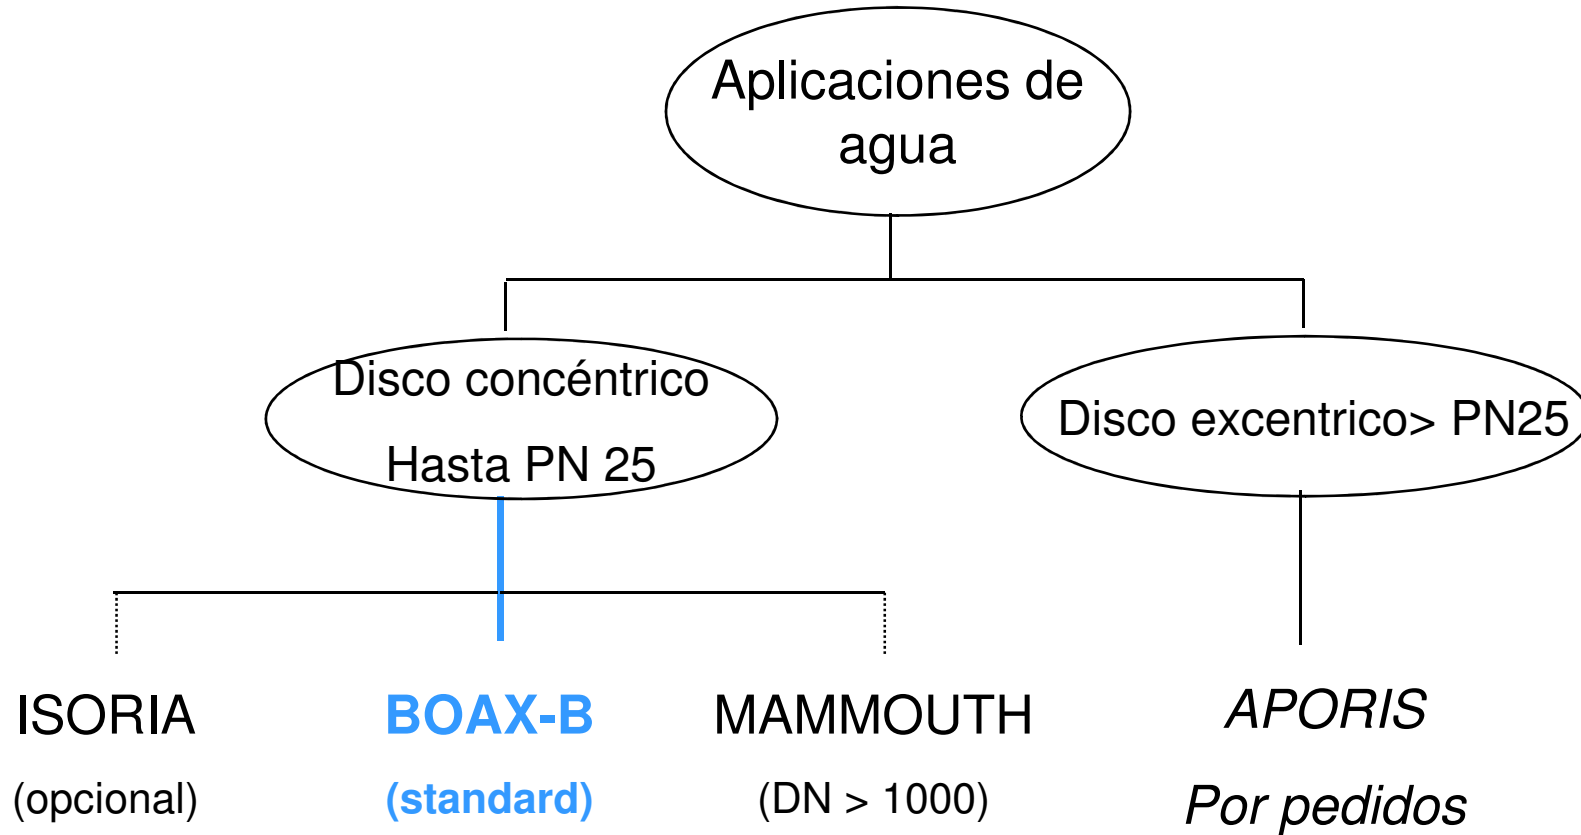 Aplicaciones de
agua
Disco concéntrico
Hasta PN 25
Disco excentrico> PN25
ISORIA
(opcional)
BOAX-B
(standard)
MAMMOUTH
(DN > 1000)
APORIS
Por pedidos